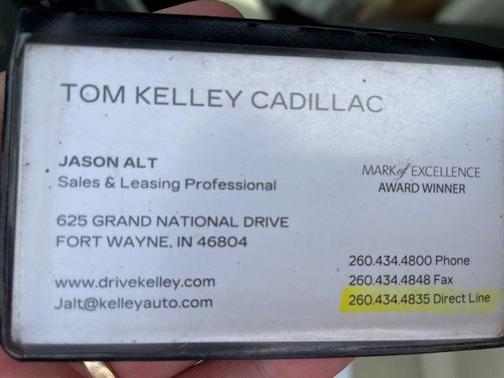 TOM KELLEY CADILLAC
JASON ALT
Sales & Leasing Professional
MARK of EXCELLENCE
AWARD WINNER
625 GRAND NATIONAL DRIVE
FORT WAYNE, IN 46804
www.drivekelley.com
Jalt@kelleyauto.com
260.434.4800 Phone
260.434.4848 Fax
260.434.4835 Direct Line